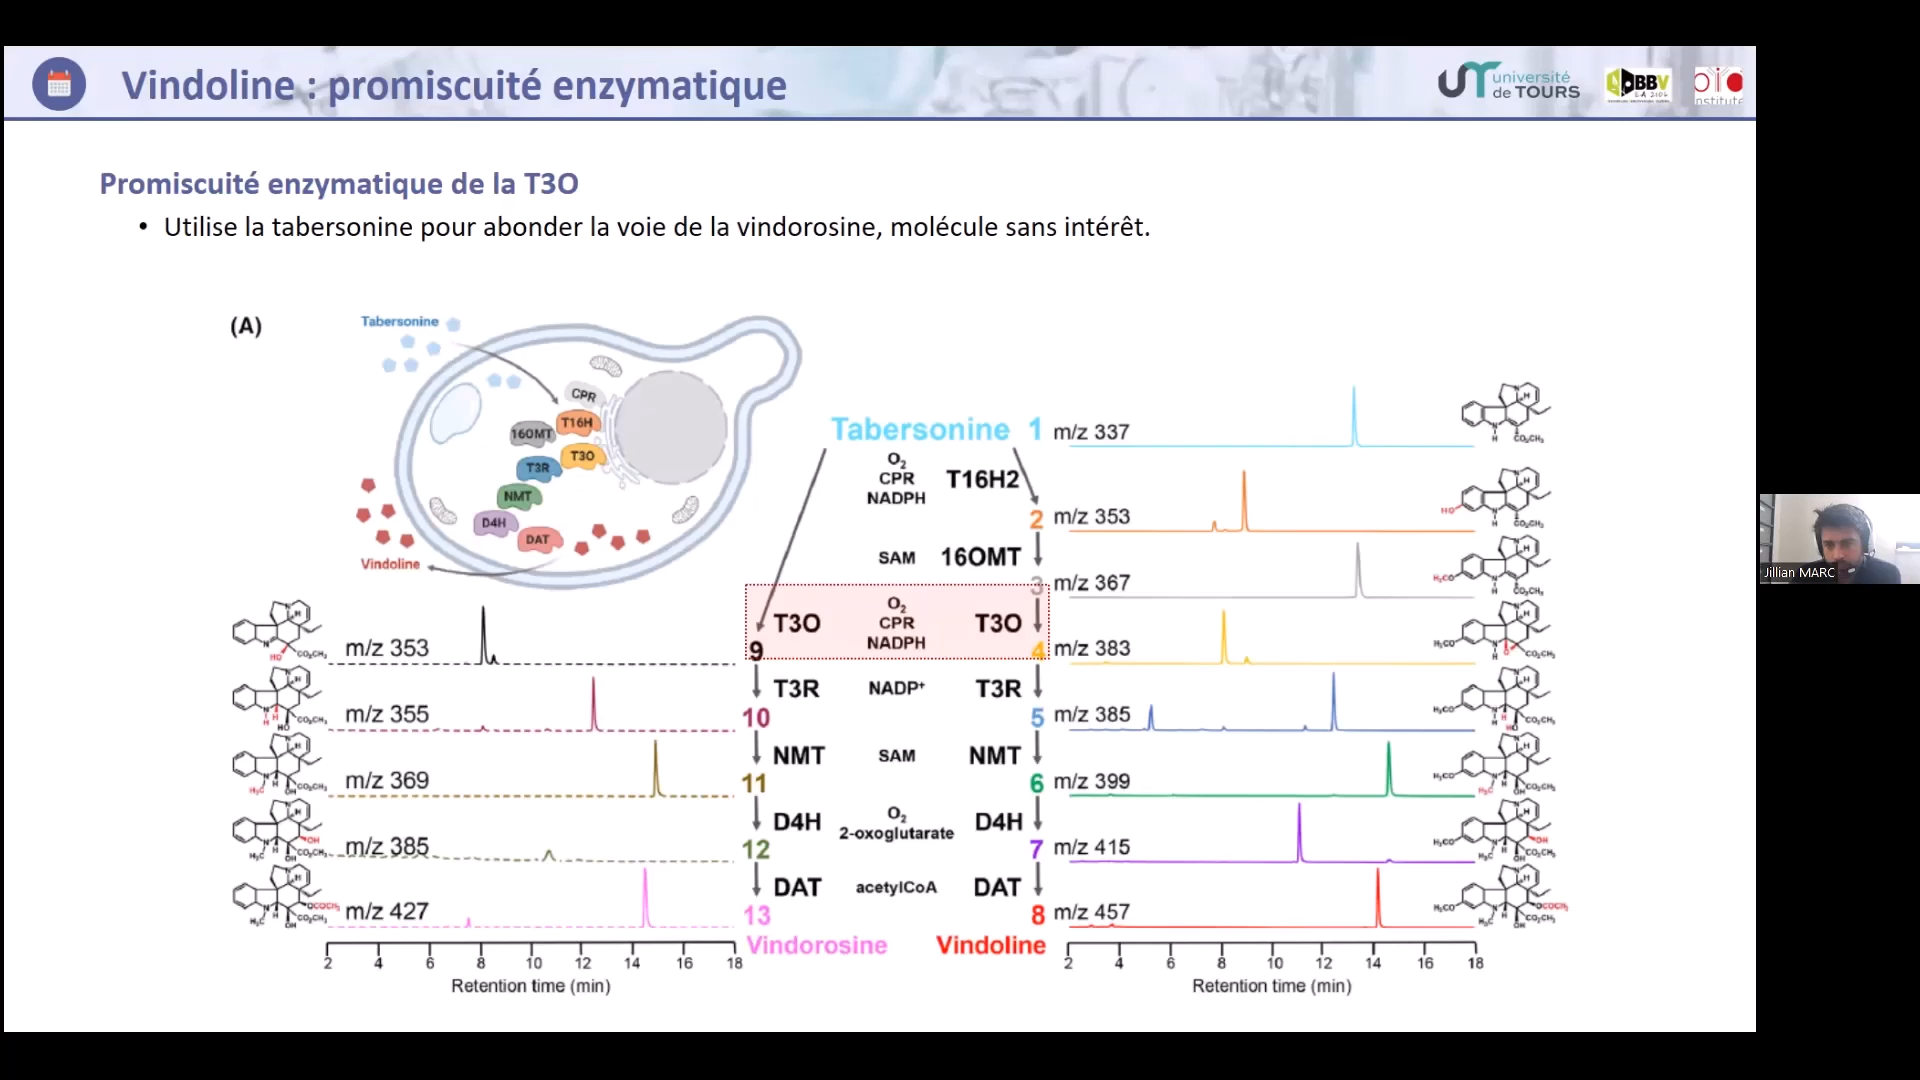 Vindoline : promiscuité enzymatique
université
de TOURS
BBV
EA 2106
bio
institute
Promiscuité enzymatique de la T3O
• Utilise la tabersonine pour abonder la voie de la vindorosine, molécule sans intérêt.
(A)
Tabersonine
CPR
T16H
16OMT
T3O
T3R
NMT
D4H
DAT
Vindoline
Tabersonine 1 m/z 337
O₂
CPR
NADPH
T16H2
2 m/z 353
SAM 16OMT
3 m/z 367
T3O
O₂
CPR
NADPH
T3O
m/z 353 9
4 m/z 383
T3R NADP⁺ T3R
m/z 355 10
5 m/z 385
NMT SAM NMT
m/z 369 11
6 m/z 399
D4H
O₂
2-oxoglutarate
D4H
m/z 385 12
7 m/z 415
DAT acetylCoA DAT
m/z 427 13
8 m/z 457
Vindorosine Vindoline
2 4 6 8 10 12 14 16 18
Retention time (min)
2 4 6 8 10 12 14 16 18
Retention time (min)
Jillian MARC